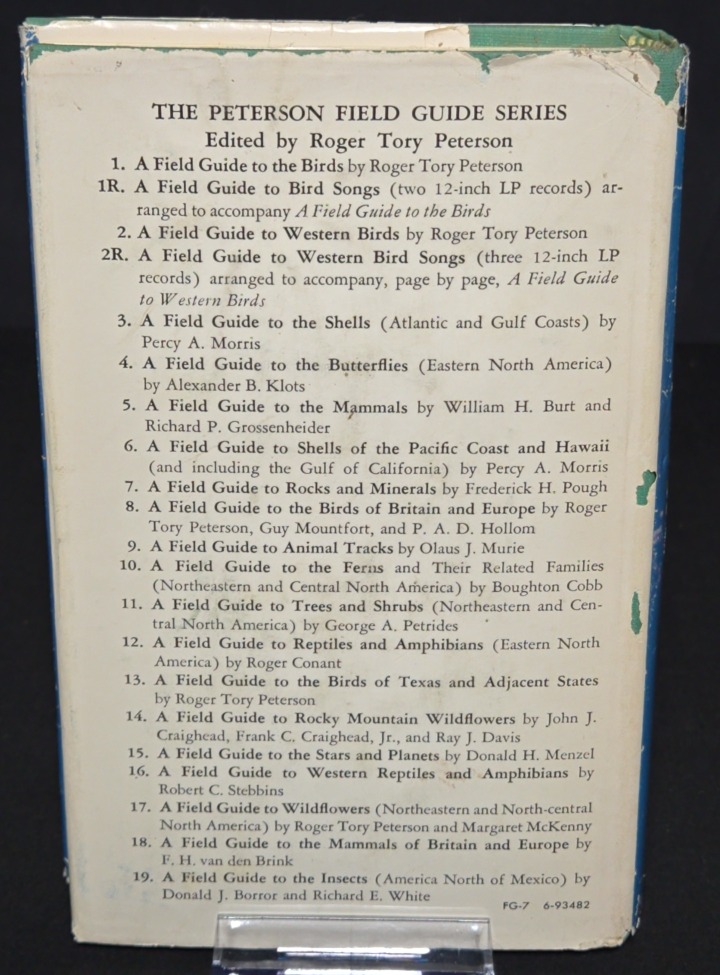 THE PETERSON FIELD GUIDE SERIES
Edited by Roger Tory Peterson
1. A Field Guide to the Birds by Roger Tory Peterson
1R. A Field Guide to Bird Songs (two 12-inch LP records) ar-
ranged to accompany A Field Guide to the Birds
2. A Field Guide to Western Birds by Roger Tory Peterson
2R. A Field Guide to Western Bird Songs (three 12-inch LP
records) arranged to accompany, page by page, A Field Guide
to Western Birds
3. A Field Guide to the Shells (Atlantic and Gulf Coasts) by
Percy A. Morris
4. A Field Guide to the Butterflies (Eastern North America)
by Alexander B. Klots
5. A Field Guide to the Mammals by William H. Burt and
Richard P. Grossenheider
6. A Field Guide to Shells of the Pacific Coast and Hawaii
(and including the Gulf of California) by Percy A. Morris
7. A Field Guide to Rocks and Minerals by Frederick H. Pough
8. A Field Guide to the Birds of Britain and Europe by Roger
Tory Peterson, Guy Mountfort, and P. A. D. Hollom
9. A Field Guide to Animal Tracks by Olaus J. Murie
10. A Field Guide to the Ferns and Their Related Families
(Northeastern and Central North America) by Boughton Cobb
11. A Field Guide to Trees and Shrubs (Northeastern and Cen-
tral North America) by George A. Petrides
12. A Field Guide to Reptiles and Amphibians (Eastern North
America) by Roger Conant
13. A Field Guide to the Birds of Texas and Adjacent States
by Roger Tory Peterson
14. A Field Guide to Rocky Mountain Wildflowers by John J.
Craighead, Frank C. Craighead, Jr., and Ray J. Davis
15. A Field Guide to the Stars and Planets by Donald H. Menzel
16. A Field Guide to Western Reptiles and Amphibians by
Robert C. Stebbins
17. A Field Guide to Wildflowers (Northeastern and North-central
North America) by Roger Tory Peterson and Margaret McKenny
18. A Field Guide to the Mammals of Britain and Europe by
F. H. van den Brink
19. A Field Guide to the Insects (America North of Mexico) by
Donald J. Borror and Richard E. White
FG-7 6-93482